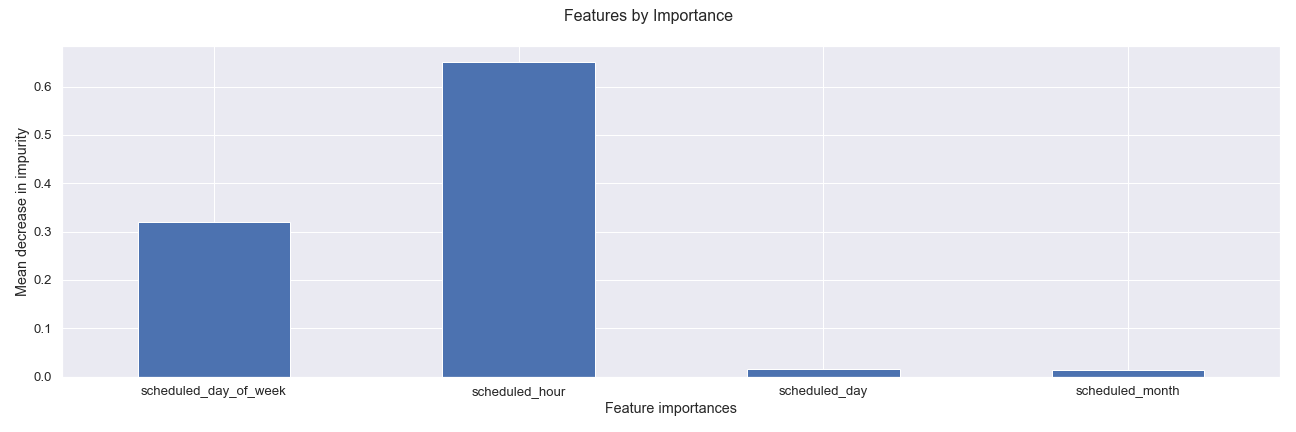 Features by Importance
Mean decrease in impurity
0.6
0.5
0.4
0.3
0.2
0.1
0.0
scheduled_day_of_week scheduled_hour scheduled_day scheduled_month
Feature importances